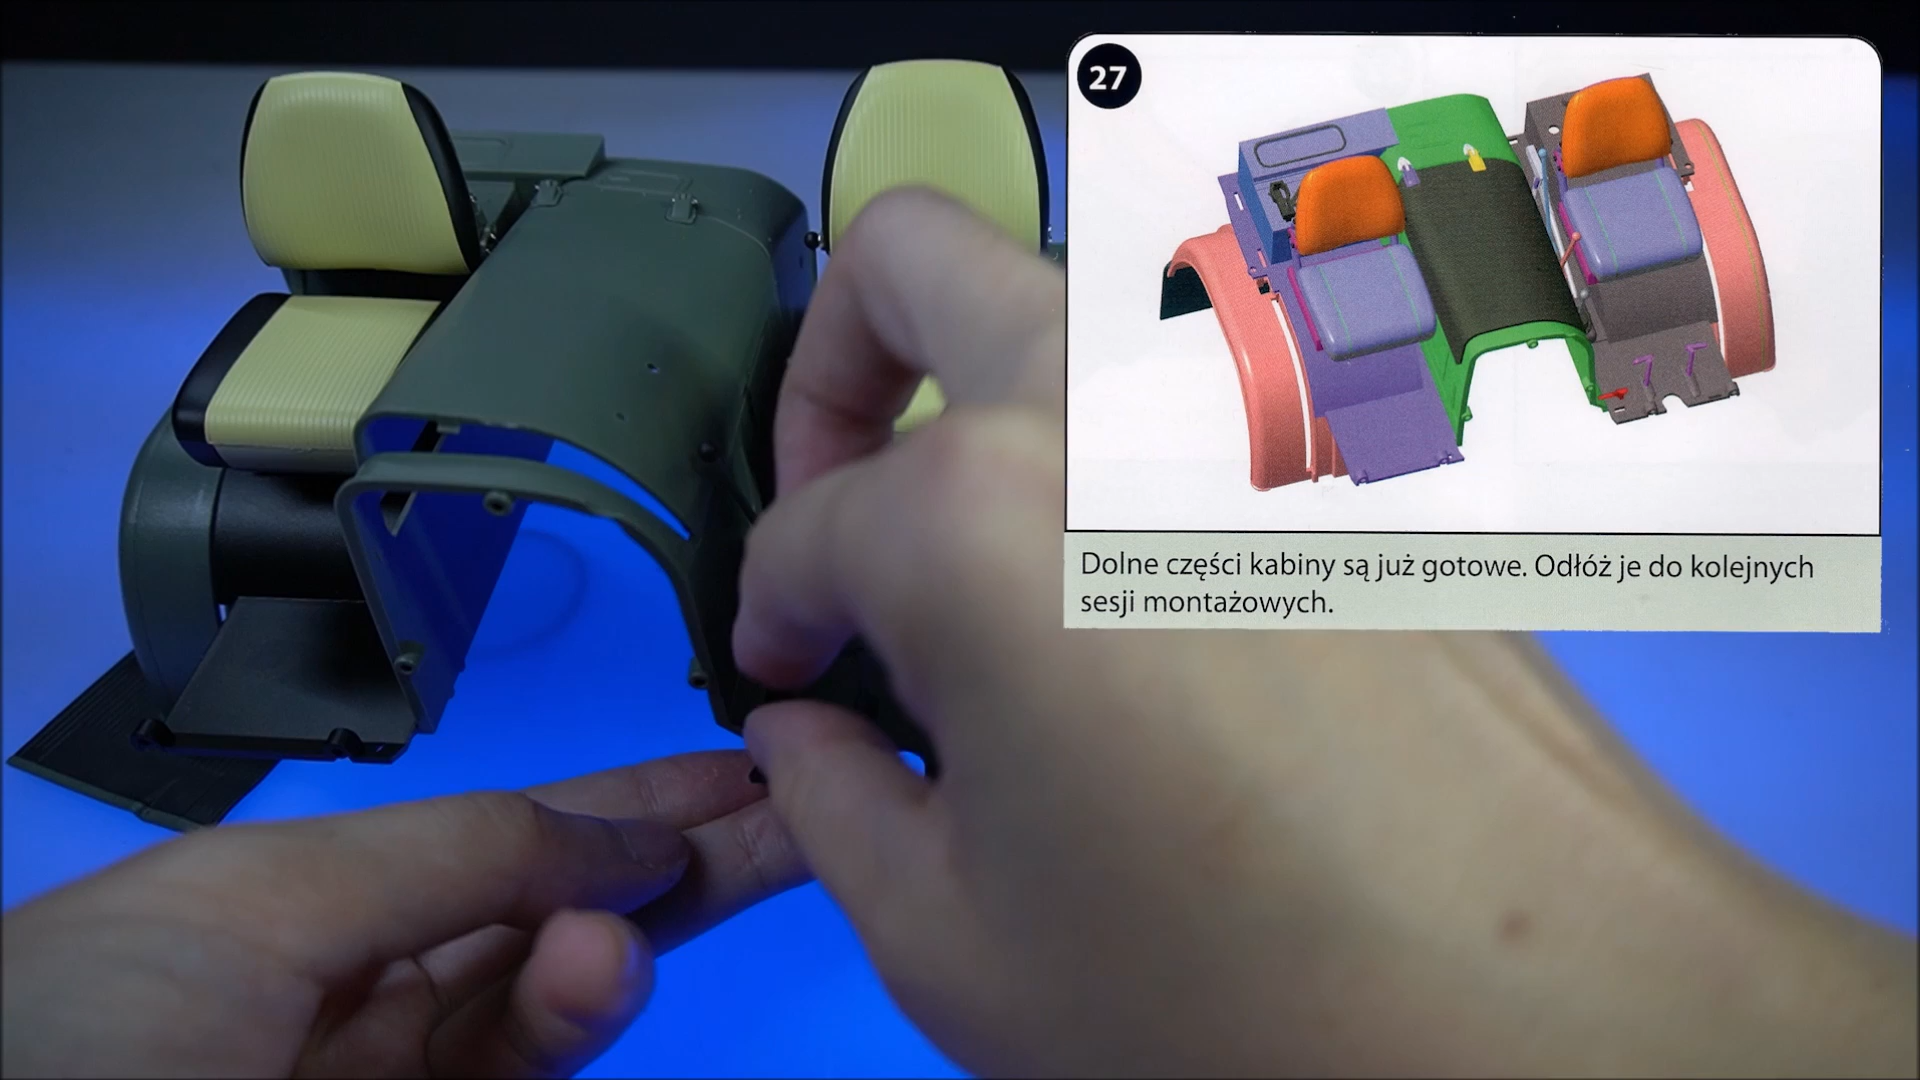 27
Dolne części kabiny są już gotowe. Odłóż je do kolejnych
sesji montażowych.